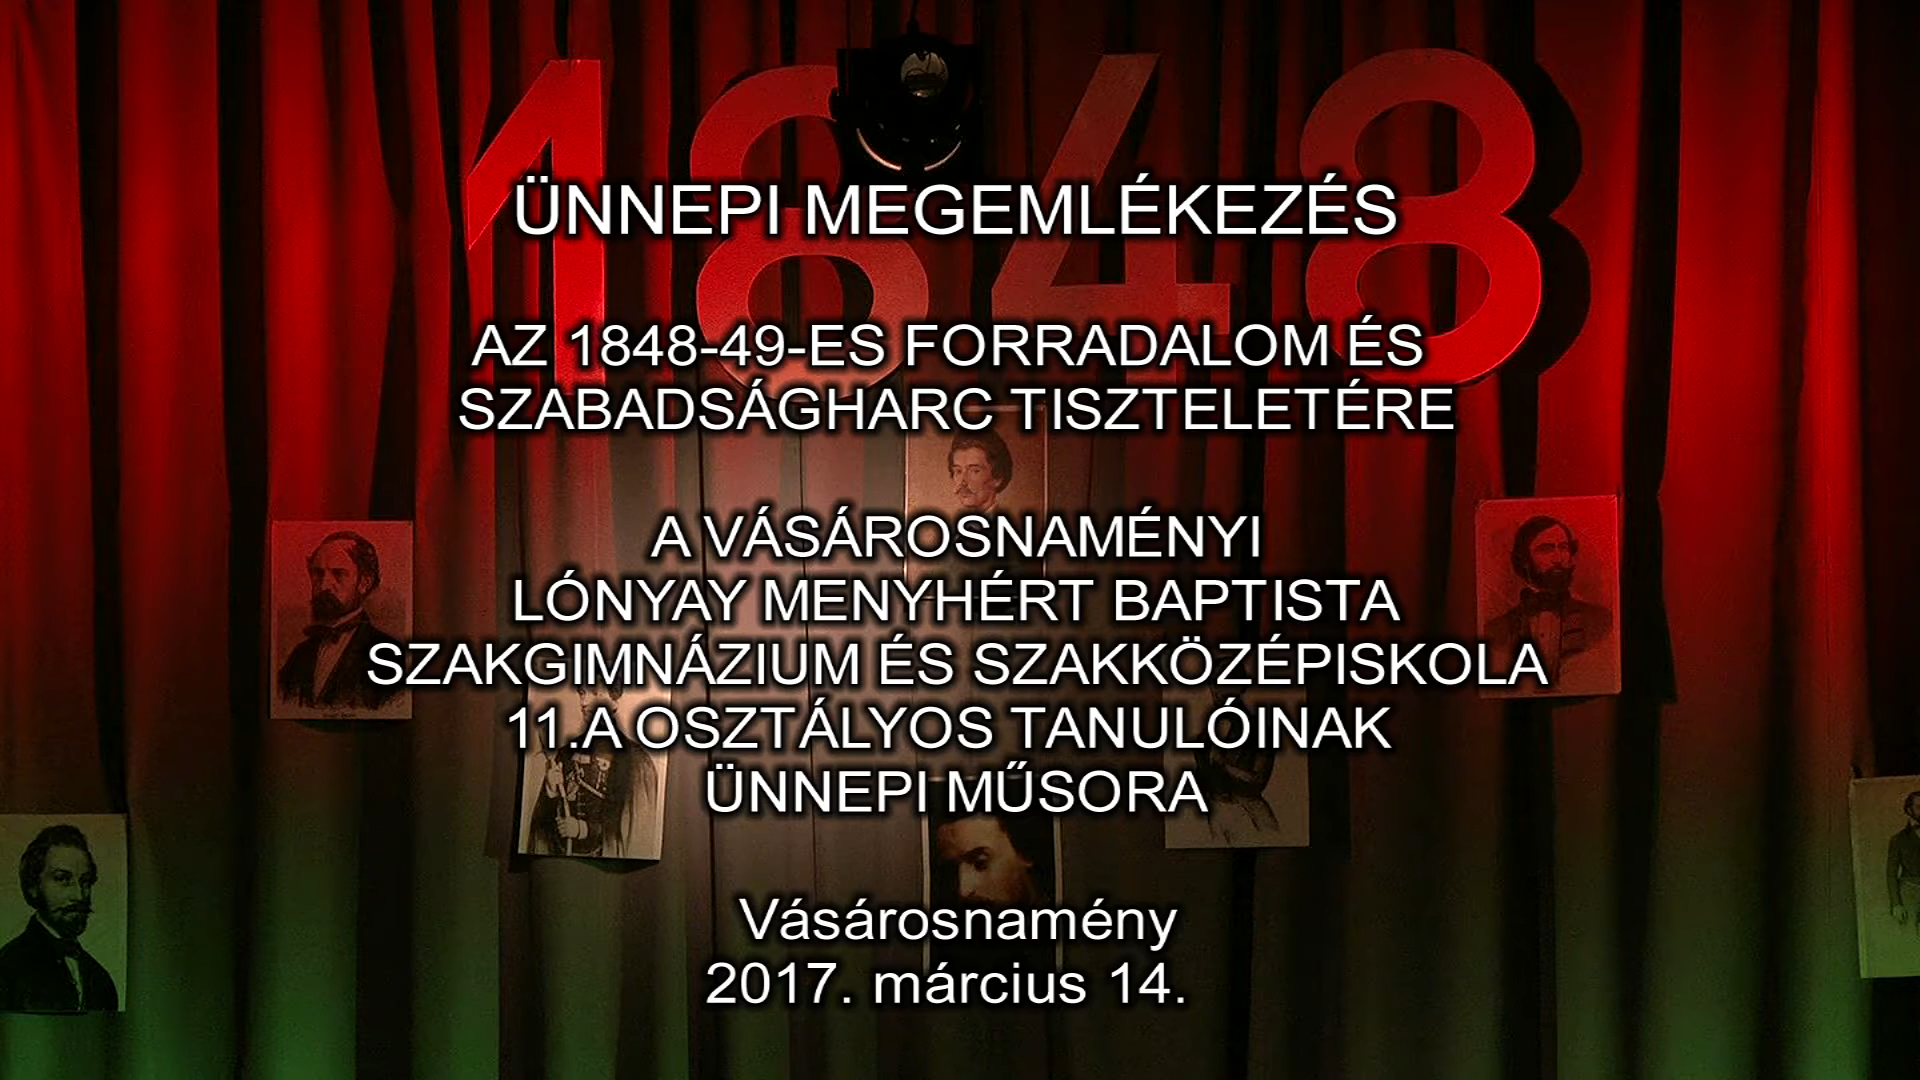 1848
ÜNNEPI MEGEMLÉKEZÉS
AZ 1848-49-ES FORRADALOM ÉS
SZABADSÁGHARC TISZTELETÉRE
A VÁSÁROSNAMÉNYI
LÓNYAY MENYHÉRT BAPTISTA
SZAKGIMNÁZIUM ÉS SZAKKÖZÉPISKOLA
11.A OSZTÁLYOS TANULÓINAK
ÜNNEPI MŰSORA
Vásárosnamény
2017. március 14.